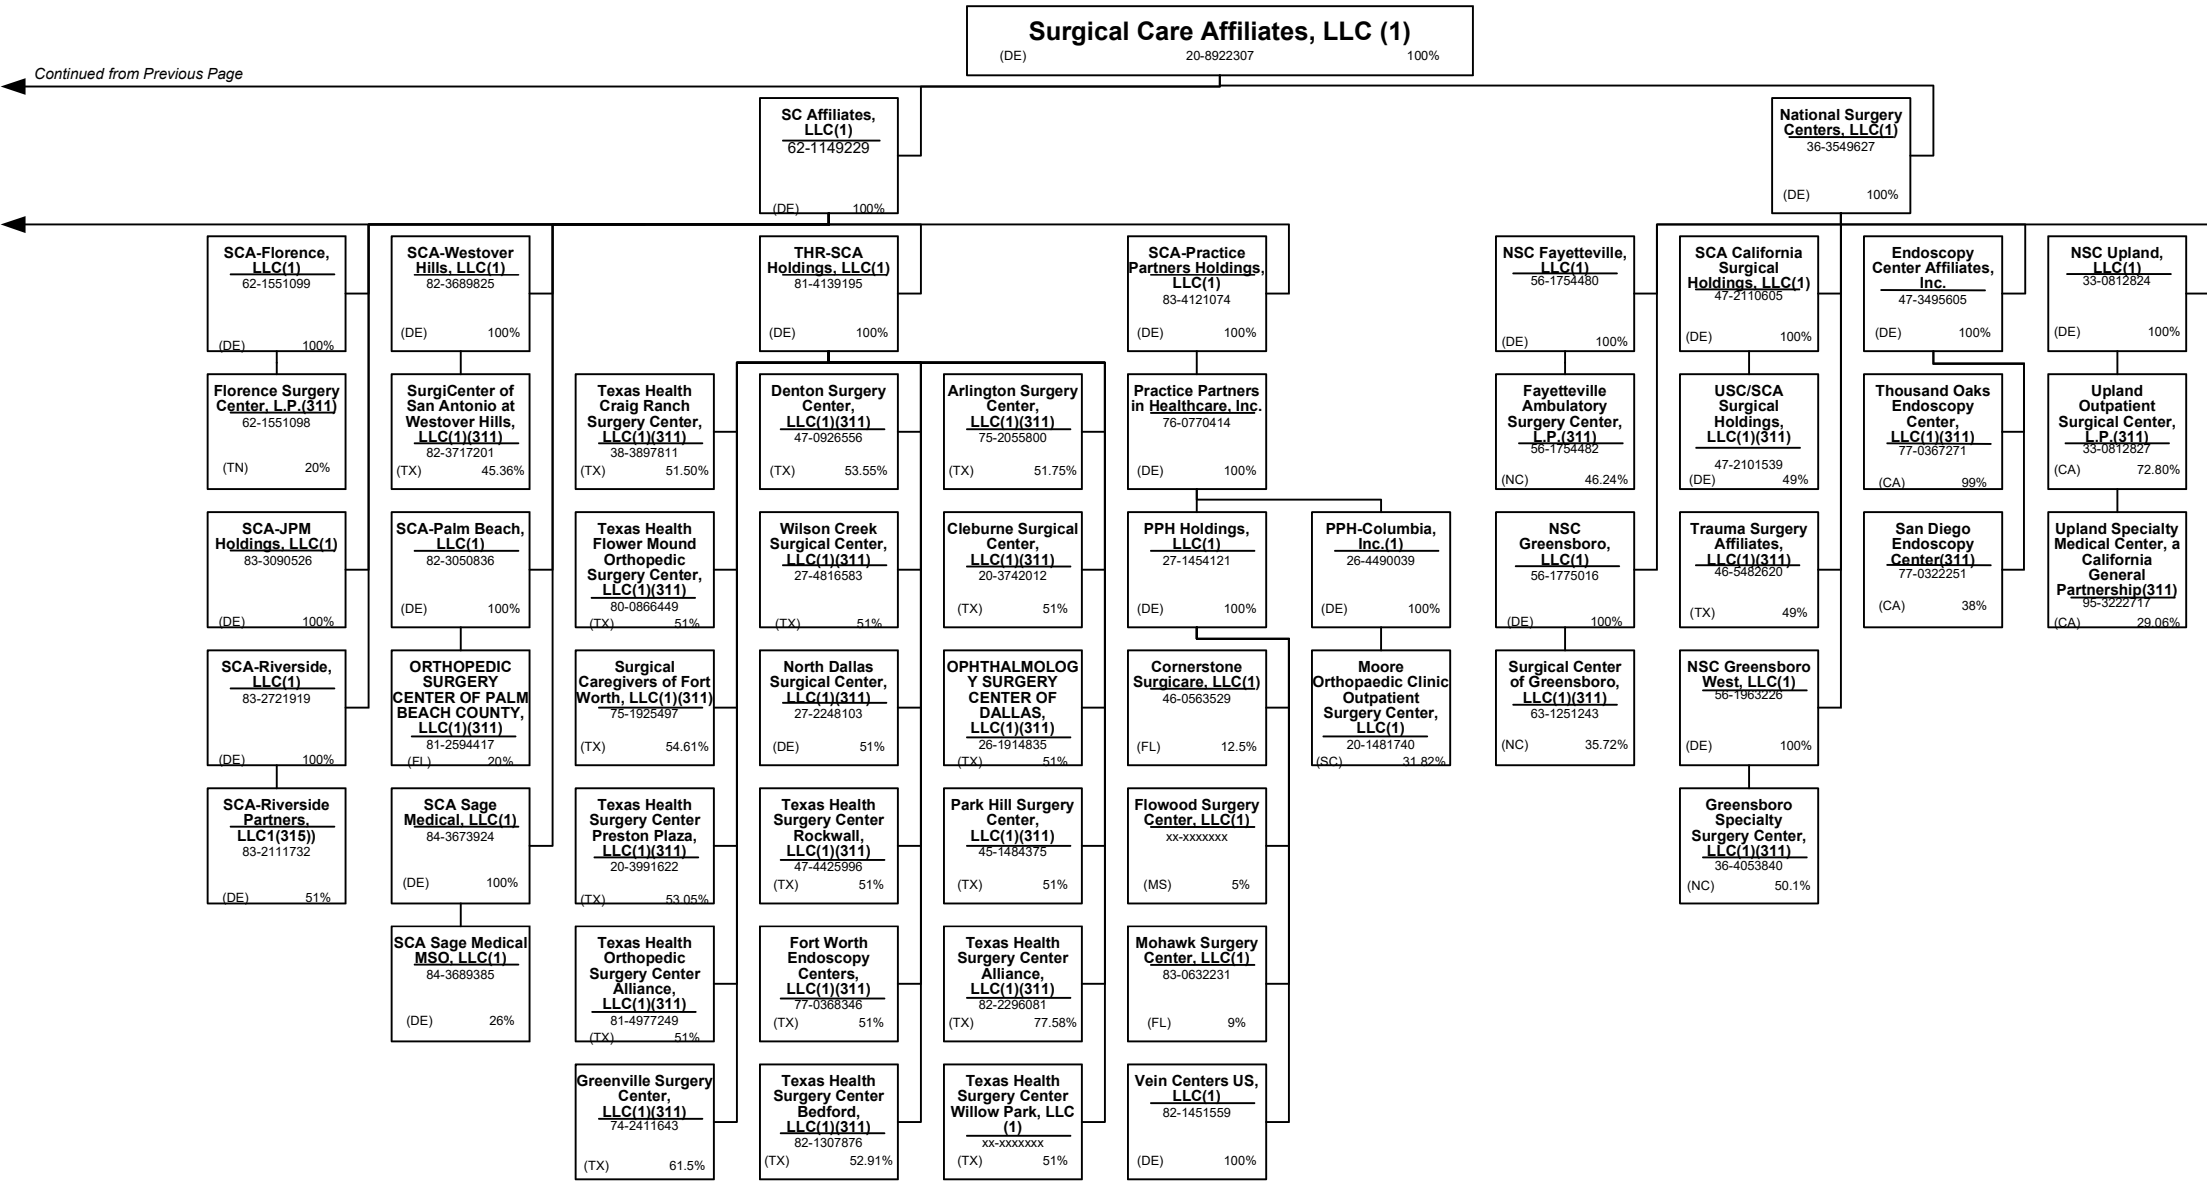 Surgical Care Affiliates, LLC (1)
(DE) 20-8922307 100%
Continued from Previous Page
SC Affiliates,
LLC(1)
62-1149229
(DE) 100%
National Surgery
Centers, LLC(1)
36-3549627
(DE) 100%
SCA-Florence,
LLC(1)
62-1551099
(DE) 100%
SCA-Westover
Hills, LLC(1)
82-3689825
(DE) 100%
THR-SCA
Holdings, LLC(1)
81-4139195
(DE) 100%
SCA-Practice
Partners Holdings,
LLC(1)
83-4121074
(DE) 100%
NSC Fayetteville,
LLC(1)
56-1754480
(DE) 100%
SCA California
Surgical
Holdings, LLC(1)
47-2110605
(DE) 100%
Endoscopy
Center Affiliates,
Inc.
47-3495605
(DE) 100%
NSC Upland,
LLC(1)
33-0812824
(DE) 100%
Florence Surgery
Center, L.P.(311)
62-1551098
(TN) 20%
SurgiCenter of
San Antonio at
Westover Hills,
LLC(1)(311)
82-3717201
(TX) 45.36%
Texas Health
Craig Ranch
Surgery Center,
LLC(1)(311)
38-3897811
(TX) 51.50%
Denton Surgery
Center,
LLC(1)(311)
47-0926556
(TX) 53.55%
Arlington Surgery
Center,
LLC(1)(311)
75-2055800
(TX) 51.75%
Practice Partners
in Healthcare, Inc.
76-0770414
(DE) 100%
Fayetteville
Ambulatory
Surgery Center,
L.P.(311)
56-1754482
(NC) 46.24%
USC/SCA
Surgical
Holdings,
LLC(1)(311)
47-2101539
(DE) 49%
Thousand Oaks
Endoscopy
Center,
LLC(1)(311)
77-0367271
(CA) 99%
Upland
Outpatient
Surgical Center,
L.P.(311)
33-0812827
(CA) 72.80%
SCA-JPM
Holdings, LLC(1)
83-3090526
(DE) 100%
SCA-Palm Beach,
LLC(1)
82-3050836
(DE) 100%
Texas Health
Flower Mound
Orthopedic
Surgery Center,
LLC(1)(311)
80-0866449
(TX) 51%
Wilson Creek
Surgical Center,
LLC(1)(311)
27-4816583
(TX) 51%
Cleburne Surgical
Center,
LLC(1)(311)
20-3742012
(TX) 51%
PPH Holdings,
LLC(1)
27-1454121
(DE) 100%
PPH-Columbia,
Inc.(1)
26-4490039
(DE) 100%
NSC
Greensboro,
LLC(1)
56-1775016
(DE) 100%
Trauma Surgery
Affiliates,
LLC(1)(311)
46-5482620
(TX) 49%
San Diego
Endoscopy
Center(311)
77-0322251
(CA) 38%
Upland Specialty
Medical Center, a
California
General
Partnership(311)
95-3222717
(CA) 29.06%
SCA-Riverside,
LLC(1)
83-2721919
(DE) 100%
ORTHOPEDIC
SURGERY
CENTER OF PALM
BEACH COUNTY,
LLC(1)(311)
81-2594417
(FL) 20%
Surgical
Caregivers of Fort
Worth, LLC(1)(311)
75-1925497
(TX) 54.61%
North Dallas
Surgical Center,
LLC(1)(311)
27-2248103
(DE) 51%
OPHTHALMOLOG
Y SURGERY
CENTER OF
DALLAS,
LLC(1)(311)
26-1914835
(TX) 51%
Cornerstone
Surgicare, LLC(1)
46-0563529
(FL) 12.5%
Moore
Orthopaedic Clinic
Outpatient
Surgery Center,
LLC(1)
20-1481740
(SC) 31.82%
Surgical Center
of Greensboro,
LLC(1)(311)
63-1251243
(NC) 35.72%
NSC Greensboro
West, LLC(1)
56-1963226
(DE) 100%
SCA-Riverside
Partners,
LLC1(315))
83-2111732
(DE) 51%
SCA Sage
Medical, LLC(1)
84-3673924
(DE) 100%
Texas Health
Surgery Center
Preston Plaza,
LLC(1)(311)
20-3991622
(TX) 53.05%
Texas Health
Surgery Center
Rockwall,
LLC(1)(311)
47-4425996
(TX) 51%
Park Hill Surgery
Center,
LLC(1)(311)
45-1484375
(TX) 51%
Flowood Surgery
Center, LLC(1)
xx-xxxxxxx
(MS) 5%
Greensboro
Specialty
Surgery Center,
LLC(1)(311)
36-4053840
(NC) 50.1%
SCA Sage Medical
MSO, LLC(1)
84-3689385
(DE) 26%
Texas Health
Orthopedic
Surgery Center
Alliance,
LLC(1)(311)
81-4977249
(TX) 51%
Fort Worth
Endoscopy
Centers,
LLC(1)(311)
77-0368346
(TX) 51%
Texas Health
Surgery Center
Alliance,
LLC(1)(311)
82-2296081
(TX) 77.58%
Mohawk Surgery
Center, LLC(1)
83-0632231
(FL) 9%
Greenville Surgery
Center,
LLC(1)(311)
74-2411643
(TX) 61.5%
Texas Health
Surgery Center
Bedford,
LLC(1)(311)
82-1307876
(TX) 52.91%
Texas Health
Surgery Center
Willow Park, LLC
(1)
xx-xxxxxxx
(TX) 51%
Vein Centers US,
LLC(1)
82-1451559
(DE) 100%